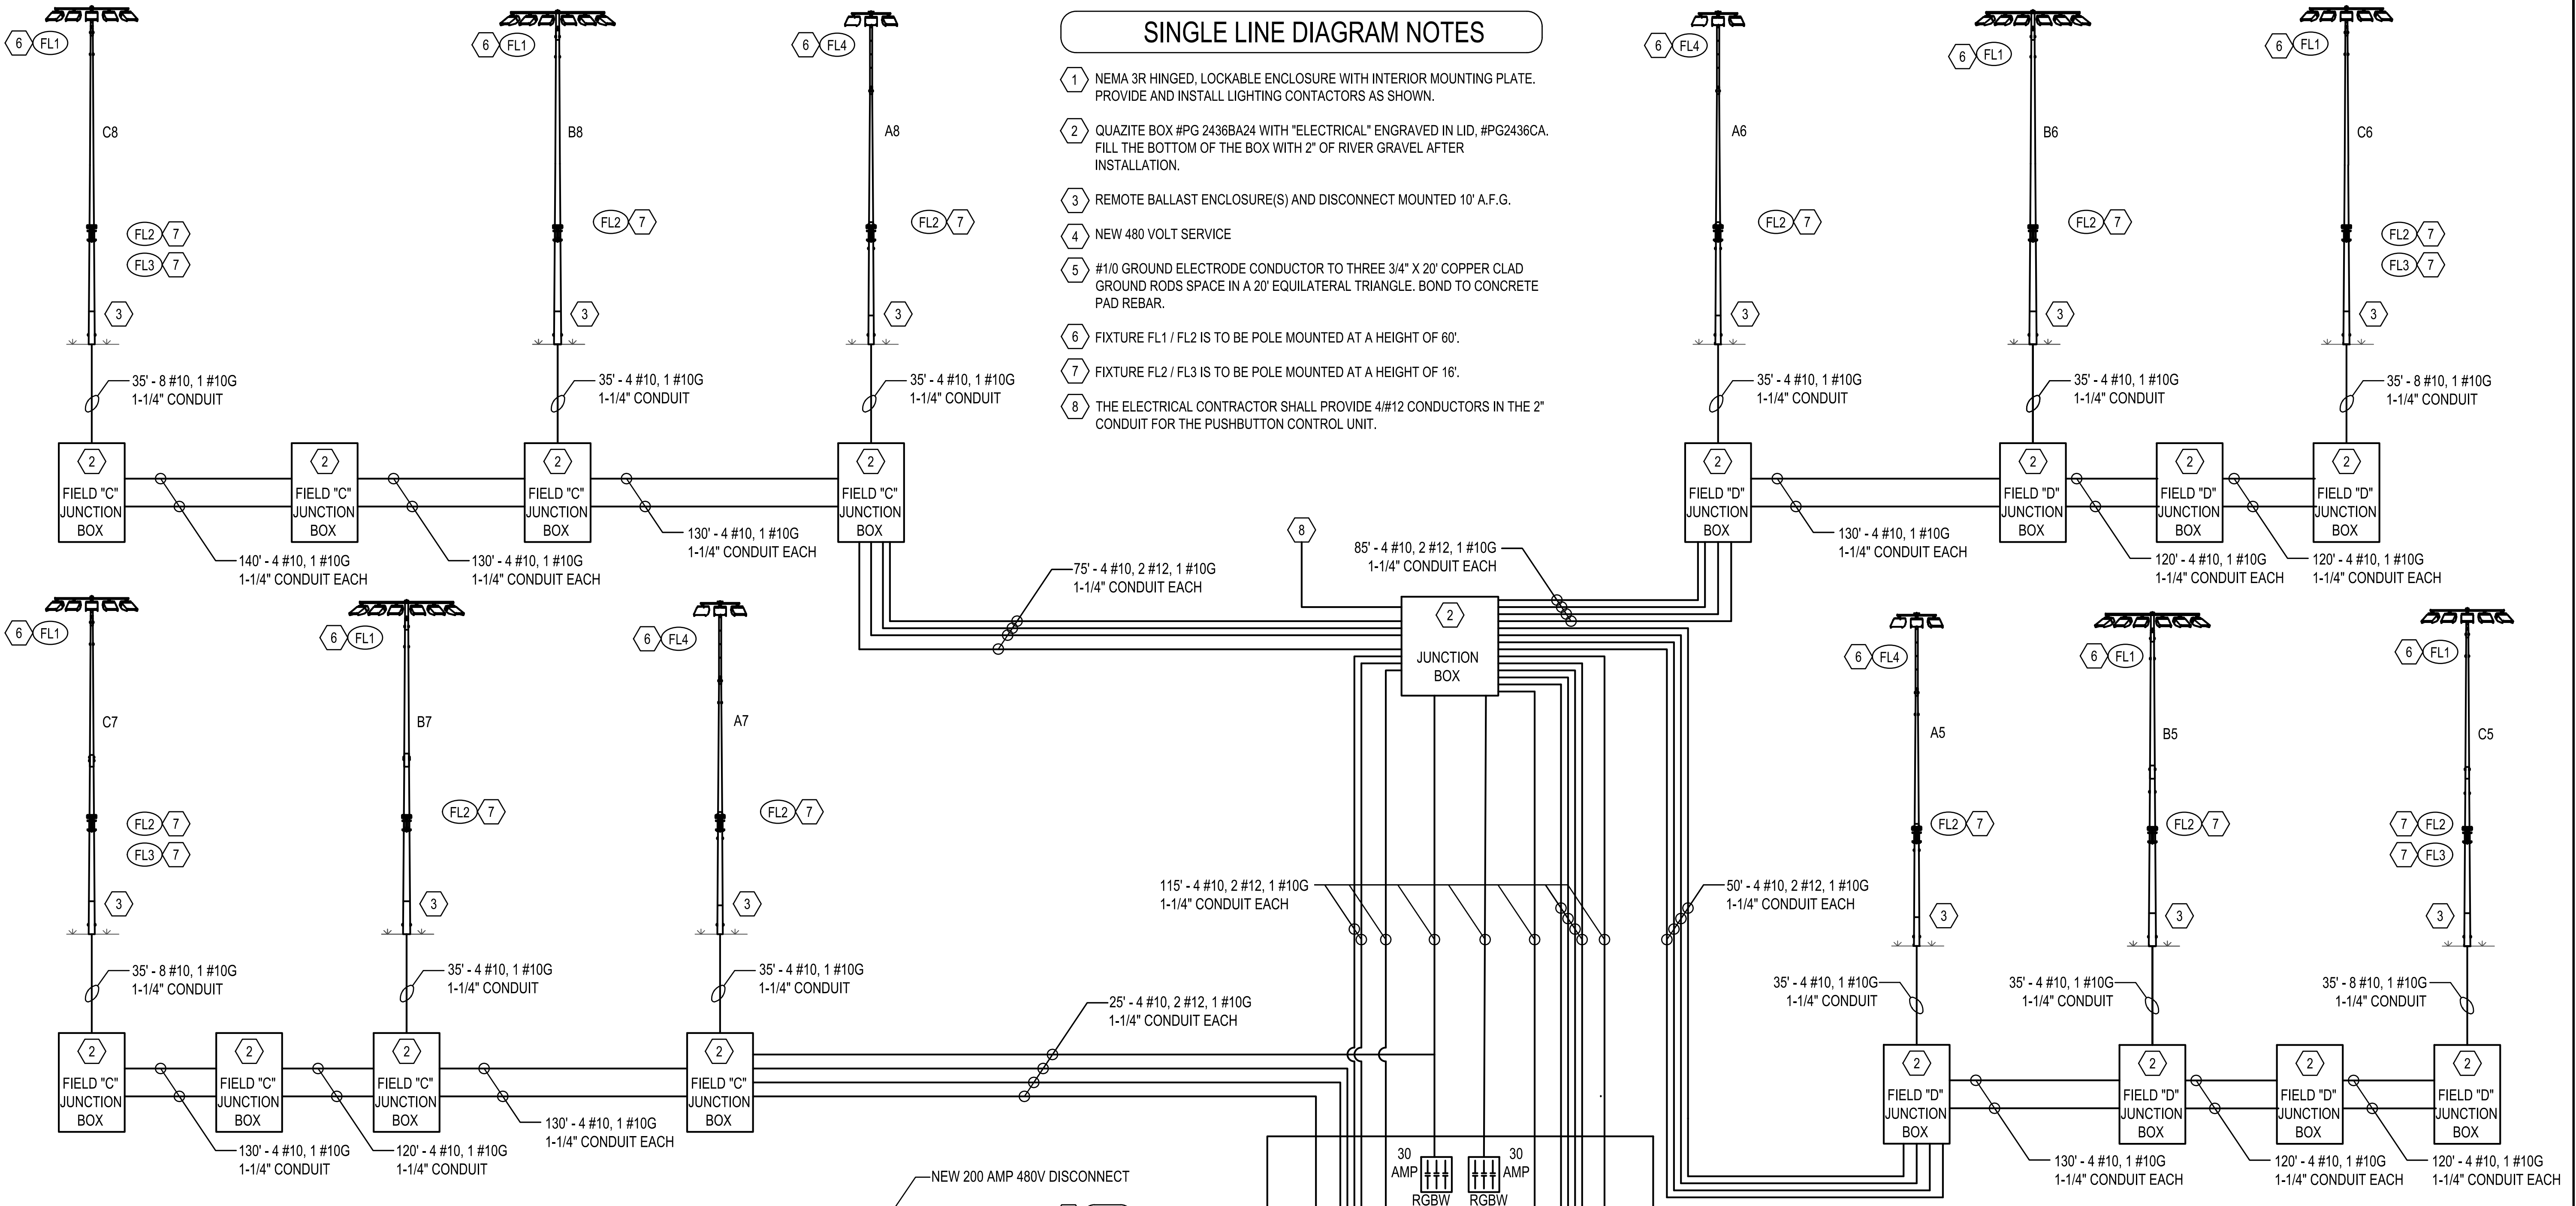 SINGLE LINE DIAGRAM NOTES
1 NEMA 3R HINGED, LOCKABLE ENCLOSURE WITH INTERIOR MOUNTING PLATE.
PROVIDE AND INSTALL LIGHTING CONTACTORS AS SHOWN.
2 QUAZITE BOX #PG 2436BA24 WITH "ELECTRICAL" ENGRAVED IN LID, #PG2436CA.
FILL THE BOTTOM OF THE BOX WITH 2" OF RIVER GRAVEL AFTER
INSTALLATION.
3 REMOTE BALLAST ENCLOSURE(S) AND DISCONNECT MOUNTED 10' A.F.G.
4 NEW 480 VOLT SERVICE
5 #1/0 GROUND ELECTRODE CONDUCTOR TO THREE 3/4" X 20' COPPER CLAD
GROUND RODS SPACE IN A 20' EQUILATERAL TRIANGLE. BOND TO CONCRETE
PAD REBAR.
6 FIXTURE FL1 / FL2 IS TO BE POLE MOUNTED AT A HEIGHT OF 60'.
7 FIXTURE FL2 / FL3 IS TO BE POLE MOUNTED AT A HEIGHT OF 16'.
8 THE ELECTRICAL CONTRACTOR SHALL PROVIDE 4/#12 CONDUCTORS IN THE 2"
CONDUIT FOR THE PUSHBUTTON CONTROL UNIT.
6 FL1
C8
FL2 7
FL3 7
3
35' - 8 #10, 1 #10G
1-1/4" CONDUIT
6 FL1
B8
FL2 7
3
35' - 4 #10, 1 #10G
1-1/4" CONDUIT
6 FL4
A8
FL2 7
3
35' - 4 #10, 1 #10G
1-1/4" CONDUIT
2
FIELD "C"
JUNCTION
BOX
2
FIELD "C"
JUNCTION
BOX
2
FIELD "C"
JUNCTION
BOX
2
FIELD "C"
JUNCTION
BOX
140' - 4 #10, 1 #10G
1-1/4" CONDUIT EACH
130' - 4 #10, 1 #10G
1-1/4" CONDUIT EACH
130' - 4 #10, 1 #10G
1-1/4" CONDUIT EACH
6 FL4
A6
FL2 7
3
35' - 4 #10, 1 #10G
1-1/4" CONDUIT
6 FL1
B6
FL2 7
3
35' - 4 #10, 1 #10G
1-1/4" CONDUIT
6 FL1
C6
FL2 7
FL3 7
3
35' - 8 #10, 1 #10G
1-1/4" CONDUIT
2
FIELD "D"
JUNCTION
BOX
2
FIELD "D"
JUNCTION
BOX
2
FIELD "D"
JUNCTION
BOX
2
FIELD "D"
JUNCTION
BOX
130' - 4 #10, 1 #10G
1-1/4" CONDUIT EACH
120' - 4 #10, 1 #10G
1-1/4" CONDUIT EACH
120' - 4 #10, 1 #10G
1-1/4" CONDUIT EACH
8
75' - 4 #10, 2 #12, 1 #10G
1-1/4" CONDUIT EACH
85' - 4 #10, 2 #12, 1 #10G
1-1/4" CONDUIT EACH
2
JUNCTION
BOX
6 FL1
C7
FL2 7
FL3 7
3
35' - 8 #10, 1 #10G
1-1/4" CONDUIT
6 FL1
B7
FL2 7
3
35' - 4 #10, 1 #10G
1-1/4" CONDUIT
6 FL4
A7
FL2 7
3
35' - 4 #10, 1 #10G
1-1/4" CONDUIT
2
FIELD "C"
JUNCTION
BOX
2
FIELD "C"
JUNCTION
BOX
2
FIELD "C"
JUNCTION
BOX
2
FIELD "C"
JUNCTION
BOX
130' - 4 #10, 1 #10G
1-1/4" CONDUIT
120' - 4 #10, 1 #10G
1-1/4" CONDUIT
130' - 4 #10, 1 #10G
1-1/4" CONDUIT EACH
25' - 4 #10, 2 #12, 1 #10G
1-1/4" CONDUIT EACH
115' - 4 #10, 2 #12, 1 #10G
1-1/4" CONDUIT EACH
50' - 4 #10, 2 #12, 1 #10G
1-1/4" CONDUIT EACH
6 FL4
A5
FL2 7
3
35' - 4 #10, 1 #10G
1-1/4" CONDUIT
6 FL1
B5
FL2 7
3
35' - 4 #10, 1 #10G
1-1/4" CONDUIT
6 FL1
C5
7 FL2
7 FL3
3
35' - 8 #10, 1 #10G
1-1/4" CONDUIT
2
FIELD "D"
JUNCTION
BOX
2
FIELD "D"
JUNCTION
BOX
2
FIELD "D"
JUNCTION
BOX
2
FIELD "D"
JUNCTION
BOX
130' - 4 #10, 1 #10G
1-1/4" CONDUIT EACH
120' - 4 #10, 1 #10G
1-1/4" CONDUIT EACH
120' - 4 #10, 1 #10G
1-1/4" CONDUIT EACH
NEW 200 AMP 480V DISCONNECT
30
AMP
RGBW
30
AMP
RGBW